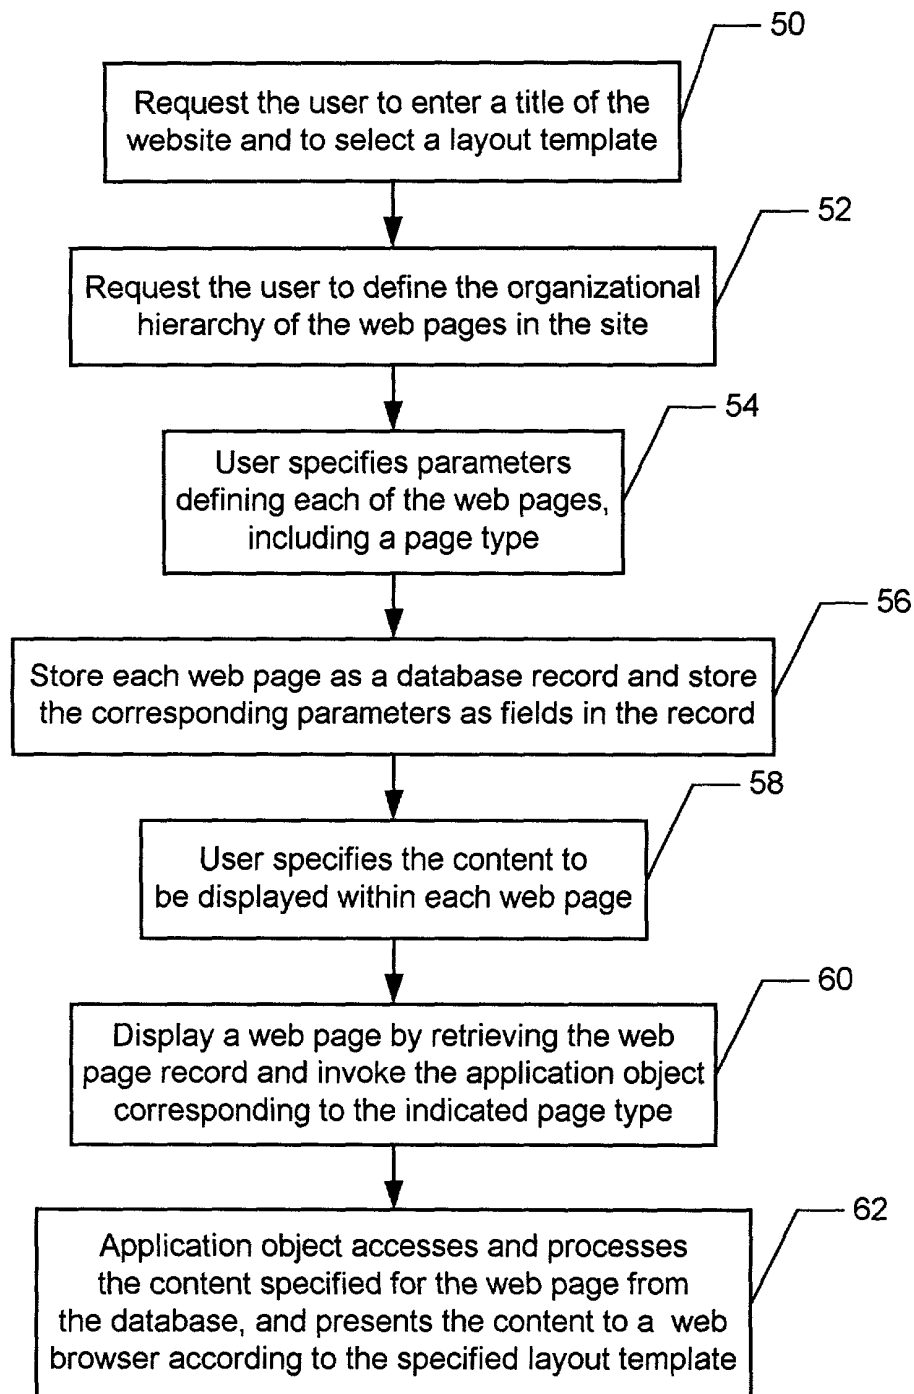 50
Request the user to enter a title of the
website and to select a layout template
52
Request the user to define the organizational
hierarchy of the web pages in the site
54
User specifies parameters
defining each of the web pages,
including a page type
56
Store each web page as a database record and store
the corresponding parameters as fields in the record
58
User specifies the content to
be displayed within each web page
60
Display a web page by retrieving the web
page record and invoke the application object
corresponding to the indicated page type
62
Application object accesses and processes
the content specified for the web page from
the database, and presents the content to a web
browser according to the specified layout template